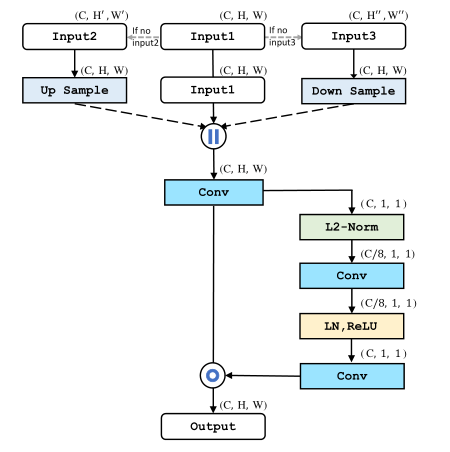 (C, H′, W′) (C, H, W) (C, H′′, W′′)
Input2 If no input2 Input1 If no input3 Input3
(C, H, W) (C, H, W) (C, H, W)
Up Sample Input1 Down Sample
(C, H, W)
Conv
(C, 1, 1)
L2-Norm
(C/8, 1, 1)
Conv
(C/8, 1, 1)
LN,ReLU
(C, 1, 1)
Conv
(C, H, W)
Output